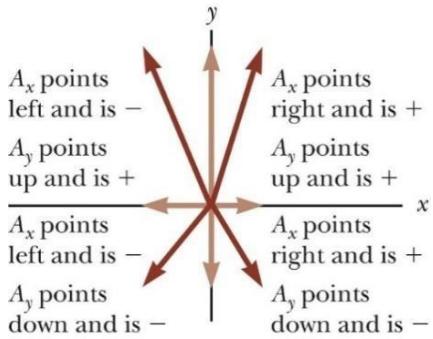 y
A_x points
left and is −
A_y points
up and is +
A_x points
right and is +
A_y points
up and is +
x
A_x points
left and is −
A_y points
down and is −
A_x points
right and is +
A_y points
down and is −